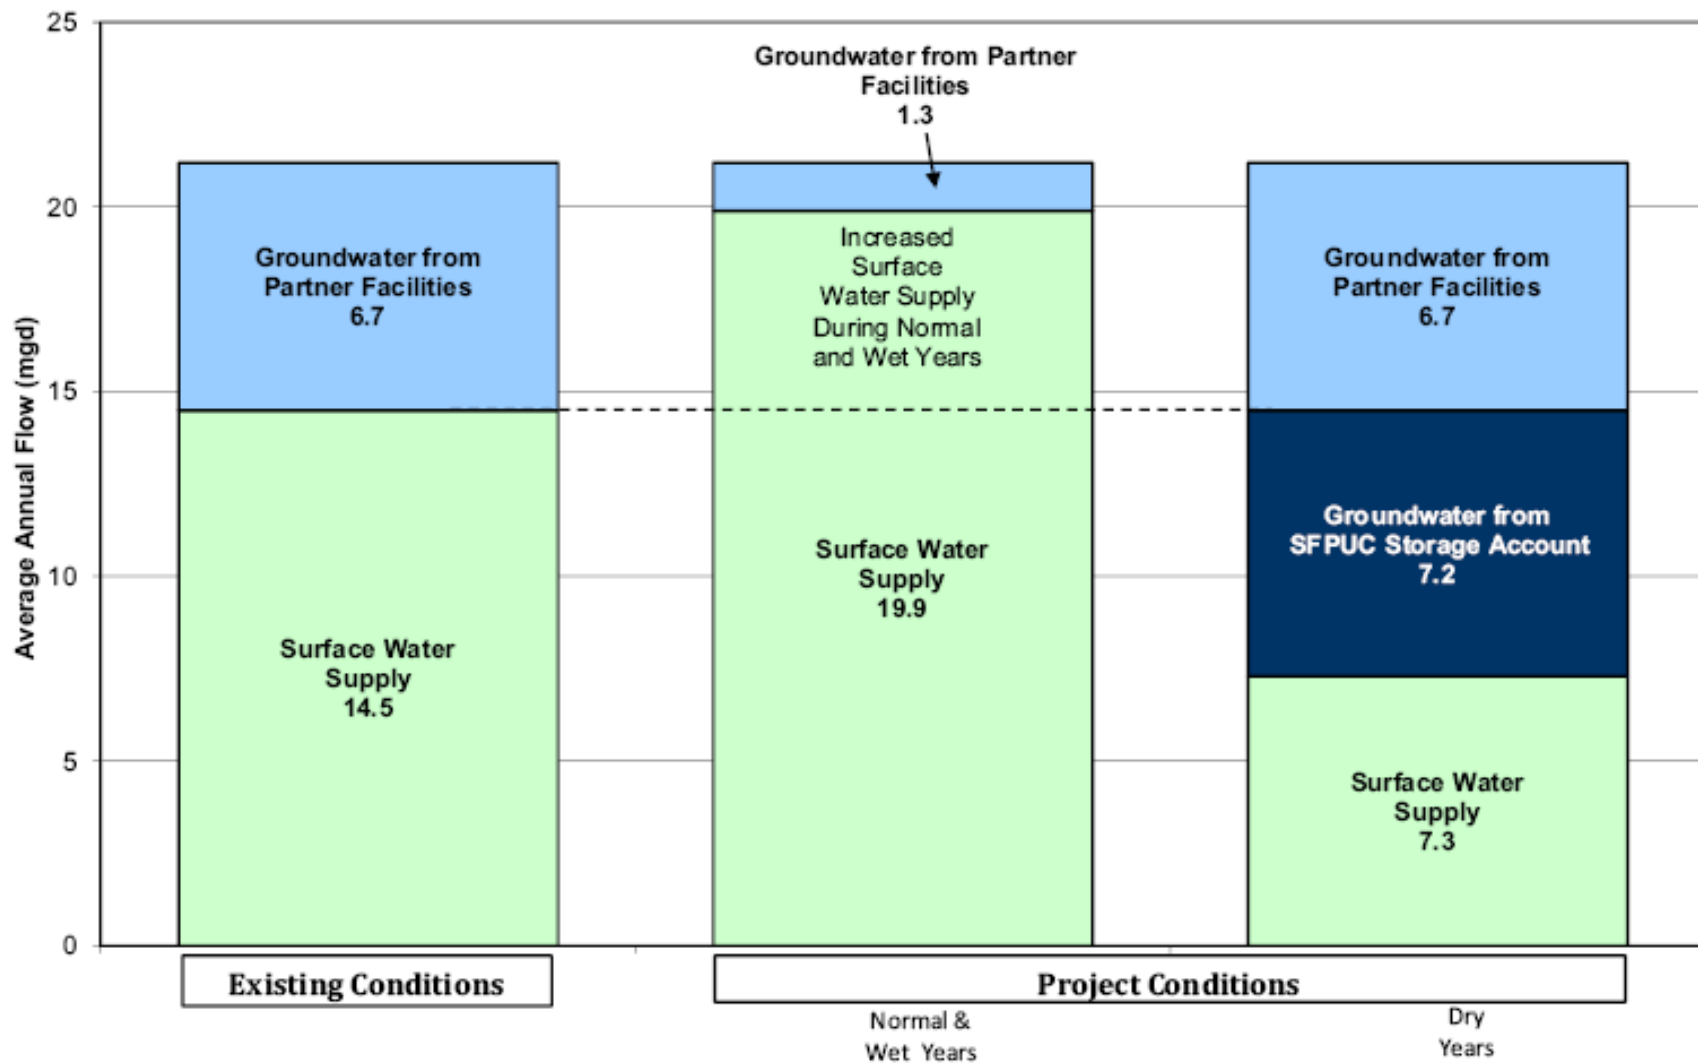 25
20
15
10
5
0
Average Annual Flow (mgd)
Groundwater from
Partner Facilities
6.7
Surface Water
Supply
14.5
Groundwater from Partner
Facilities
1.3
Increased
Surface
Water Supply
During Normal
and Wet Years
Surface Water
Supply
19.9
Groundwater from
Partner Facilities
6.7
Groundwater from
SFPUC Storage Account
7.2
Surface Water
Supply
7.3
Existing Conditions
Project Conditions
Normal &
Wet Years
Dry
Years